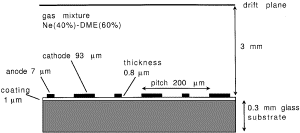 drift plane
gas mixture
Ne(40%)-DME(60%)
3 mm
cathode 93 µm
thickness
0.8 µm
anode 7 µm
pitch 200 µm
coating
1 µm
0.3 mm glass
substrate